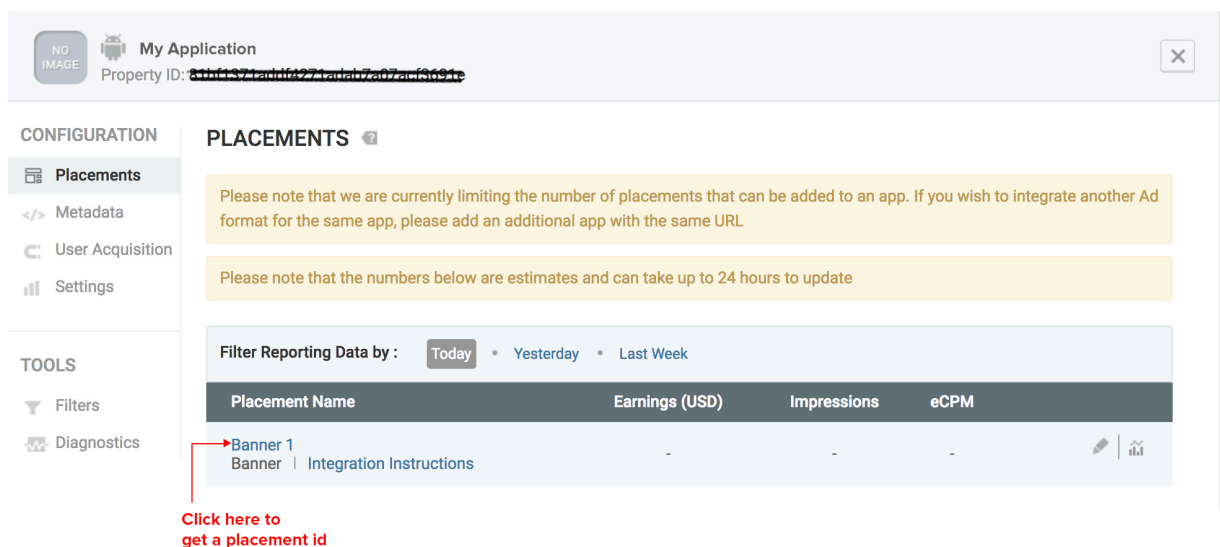 NO
IMAGE
My Application
Property ID:
CONFIGURATION
Placements
</> Metadata
User Acquisition
Settings
TOOLS
Filters
Diagnostics
PLACEMENTS ?
Please note that we are currently limiting the number of placements that can be added to an app. If you wish to integrate another Ad
format for the same app, please add an additional app with the same URL
Please note that the numbers below are estimates and can take up to 24 hours to update
Filter Reporting Data by : Today • Yesterday • Last Week
Placement Name Earnings (USD) Impressions eCPM
Banner 1
Banner | Integration Instructions - - -
Click here to
get a placement id